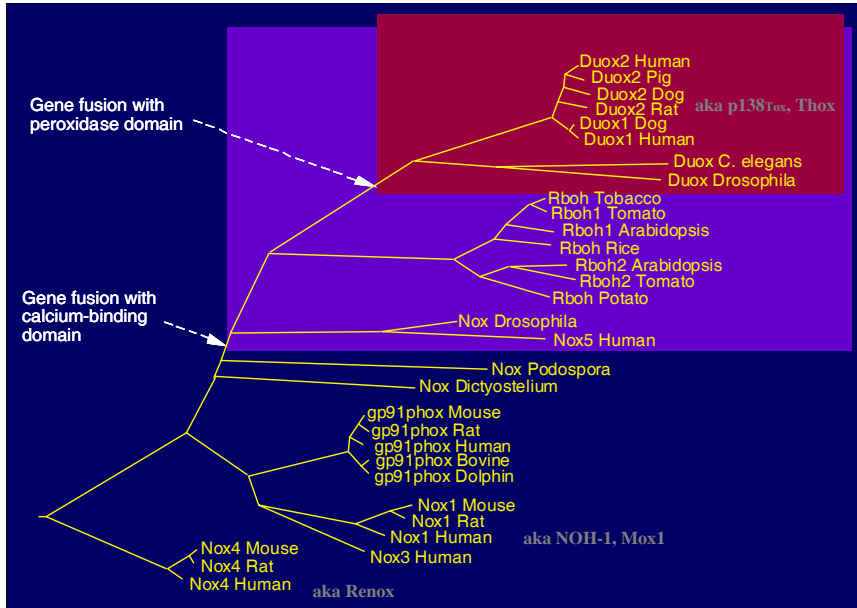 Duox2 Human
Duox2 Pig
Duox2 Dog
Duox2 Rat
Duox1 Dog
Duox1 Human
aka p138Tox, Thox
Gene fusion with
peroxidase domain
Duox C. elegans
Duox Drosophila
Rboh Tobacco
Rboh1 Tomato
Rboh1 Arabidopsis
Rboh Rice
Rboh2 Arabidopsis
Rboh2 Tomato
Rboh Potato
Gene fusion with
calcium-binding
domain
Nox Drosophila
Nox5 Human
Nox Podospora
Nox Dictyostelium
gp91phox Mouse
gp91phox Rat
gp91phox Human
gp91phox Bovine
gp91phox Dolphin
Nox1 Mouse
Nox1 Rat
Nox1 Human
aka NOH-1, Mox1
Nox3 Human
Nox4 Mouse
Nox4 Rat
Nox4 Human
aka Renox